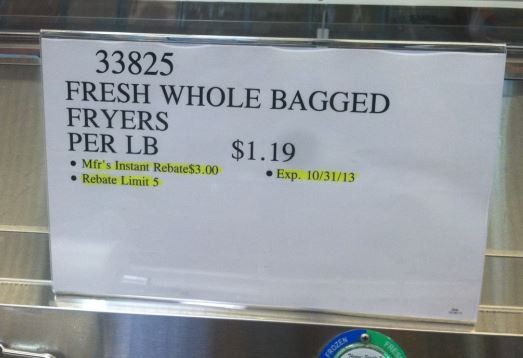 33825
FRESH WHOLE BAGGED
FRYERS
PER LB $1.19
• Mfr's Instant Rebate$3.00 • Exp. 10/31/13
• Rebate Limit 5
FROZEN